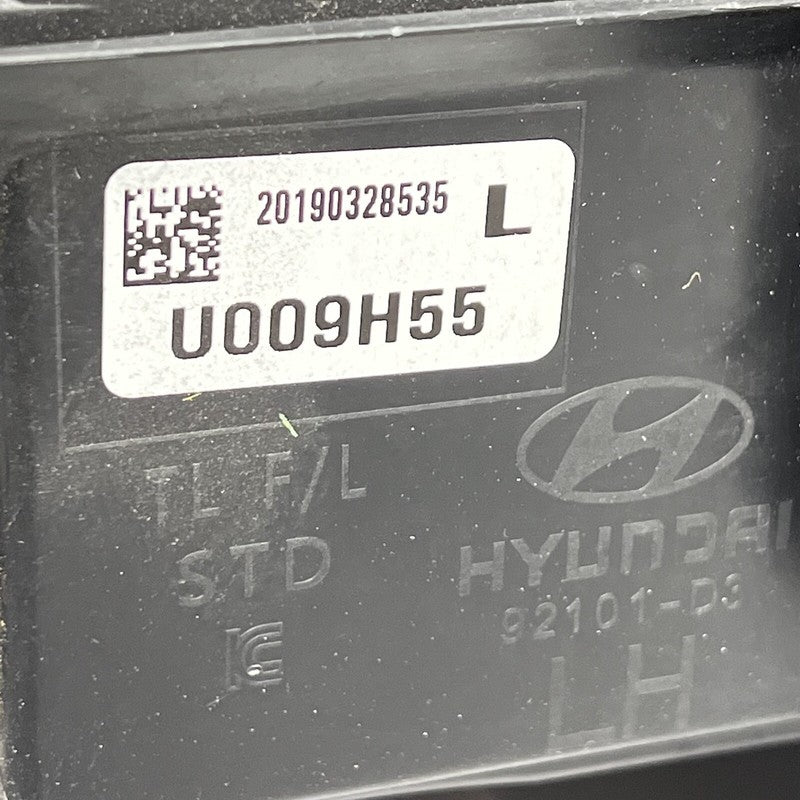 20190328535 L
U009H55
TL F/L
STD
HYUNDAI
92101-D3
LH